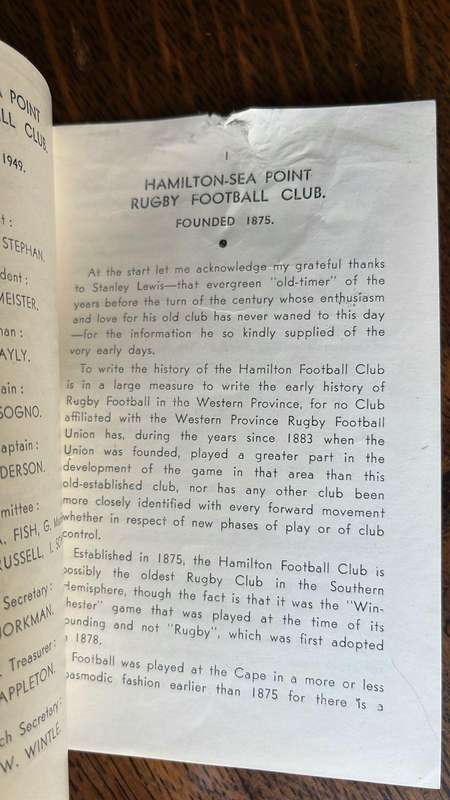 POINT
BALL CLUB.
1949.
STEPHAN.
MEISTER.
AYLY.
SOGNO.
DERSON.
A. FISH, G.
RUSSELL, I.
Secretary:
WORKMAN.
Treasurer:
APPLETON.
Secretary:
W. WINTLE.
I
HAMILTON-SEA POINT
RUGBY FOOTBALL CLUB.
FOUNDED 1875.
At the start let me acknowledge my grateful thanks
to Stanley Lewis—that evergreen "old-timer" of the
years before the turn of the century whose enthusiasm
and love for his old club has never waned to this day
—for the information he so kindly supplied of the
very early days.
To write the history of the Hamilton Football Club
is in a large measure to write the early history of
Rugby Football in the Western Province, for no Club
affiliated with the Western Province Rugby Football
Union has, during the years since 1883 when the
Union was founded, played a greater part in the
development of the game in that area than this
old-established club, nor has any other club been
more closely identified with every forward movement
whether in respect of new phases of play or of club
control.
Established in 1875, the Hamilton Football Club is
possibly the oldest Rugby Club in the Southern
Hemisphere, though the fact is that it was the "Win-
chester" game that was played at the time of its
ounding and not "Rugby", which was first adopted
1878.
Football was played at the Cape in a more or less
pasmodic fashion earlier than 1875 for there is a